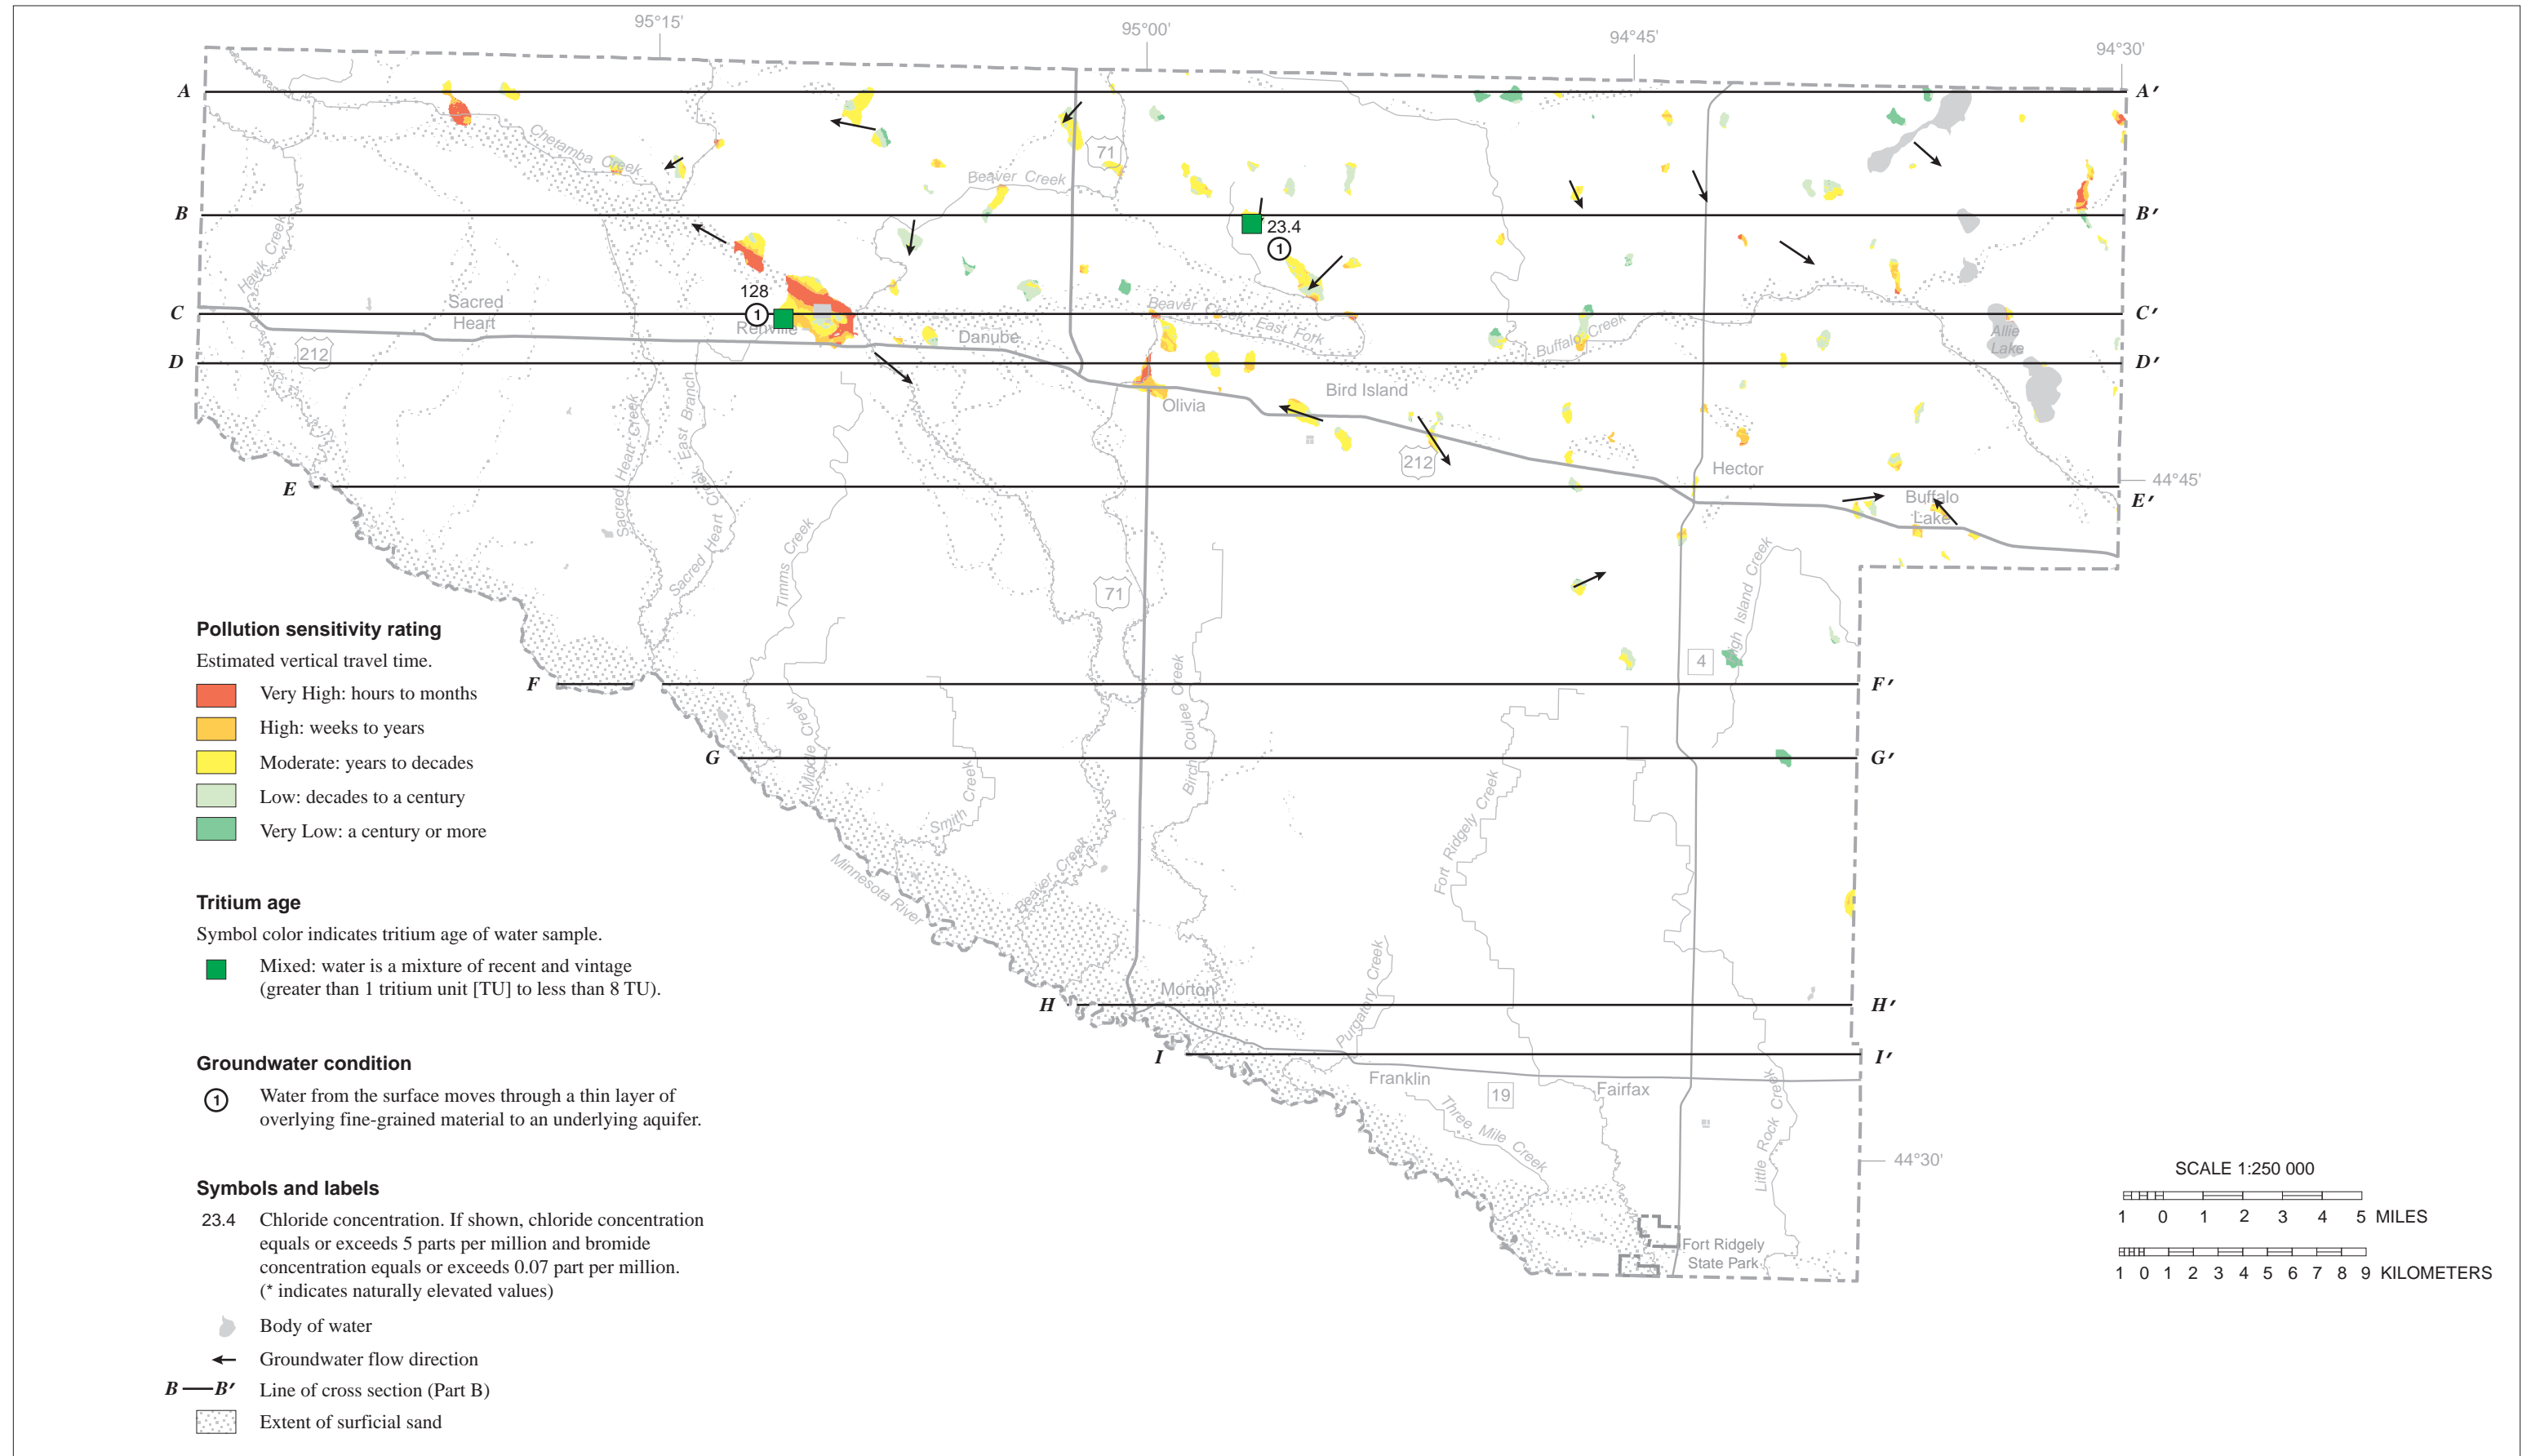 95°15'
95°00'
94°45'
94°30'
A
A′
Chetamba Creek
71
Beaver Creek
B
B′
23.4
1
Hawk Creek
128
1
Renville
Sacred
Heart
C
C′
Beaver Creek, East Fork
Buffalo Creek
Allie
Lake
212
Danube
D
D′
Bird Island
Olivia
212
Hector
44°45'
E
E′
Buffalo
Lake
Sacred Heart Creek
Sacred Heart Creek, East Branch
Timms Creek
71
High Island Creek
4
F
F′
Middle Creek
Birch Coulee Creek
G
G′
Smith Creek
Fort Ridgely Creek
Beaver Creek
Minnesota River
Morton
Purgatory Creek
H
H′
I
I′
Franklin
19
Fairfax
Three Mile Creek
Little Rock Creek
44°30'
Fort Ridgely
State Park
Pollution sensitivity rating
Estimated vertical travel time.
Very High: hours to months
High: weeks to years
Moderate: years to decades
Low: decades to a century
Very Low: a century or more
Tritium age
Symbol color indicates tritium age of water sample.
Mixed: water is a mixture of recent and vintage
(greater than 1 tritium unit [TU] to less than 8 TU).
Groundwater condition
1 Water from the surface moves through a thin layer of
overlying fine-grained material to an underlying aquifer.
Symbols and labels
23.4 Chloride concentration. If shown, chloride concentration
equals or exceeds 5 parts per million and bromide
concentration equals or exceeds 0.07 part per million.
(* indicates naturally elevated values)
Body of water
Groundwater flow direction
B B′ Line of cross section (Part B)
Extent of surficial sand
SCALE 1:250 000
1 0 1 2 3 4 5 MILES
1 0 1 2 3 4 5 6 7 8 9 KILOMETERS